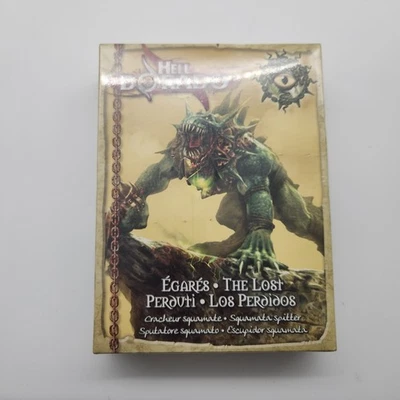 HELL
DORADO
ÉGARÉS • THE LOST
PERDUTI • LOS PERDIDOS
Cracheur squamate • Squamata spitter
Sputatore squamato • Escupidor squamata